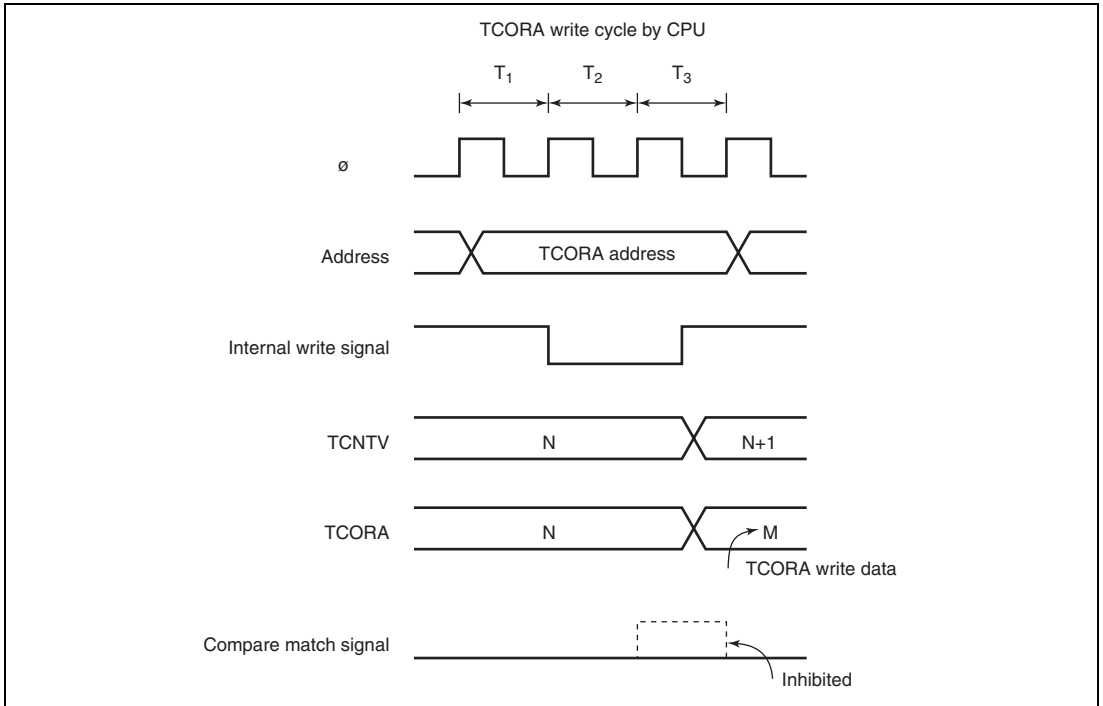 TCORA write cycle by CPU
T1 T2 T3
ø
Address TCORA address
Internal write signal
TCNTV N N+1
TCORA N M
TCORA write data
Compare match signal
Inhibited